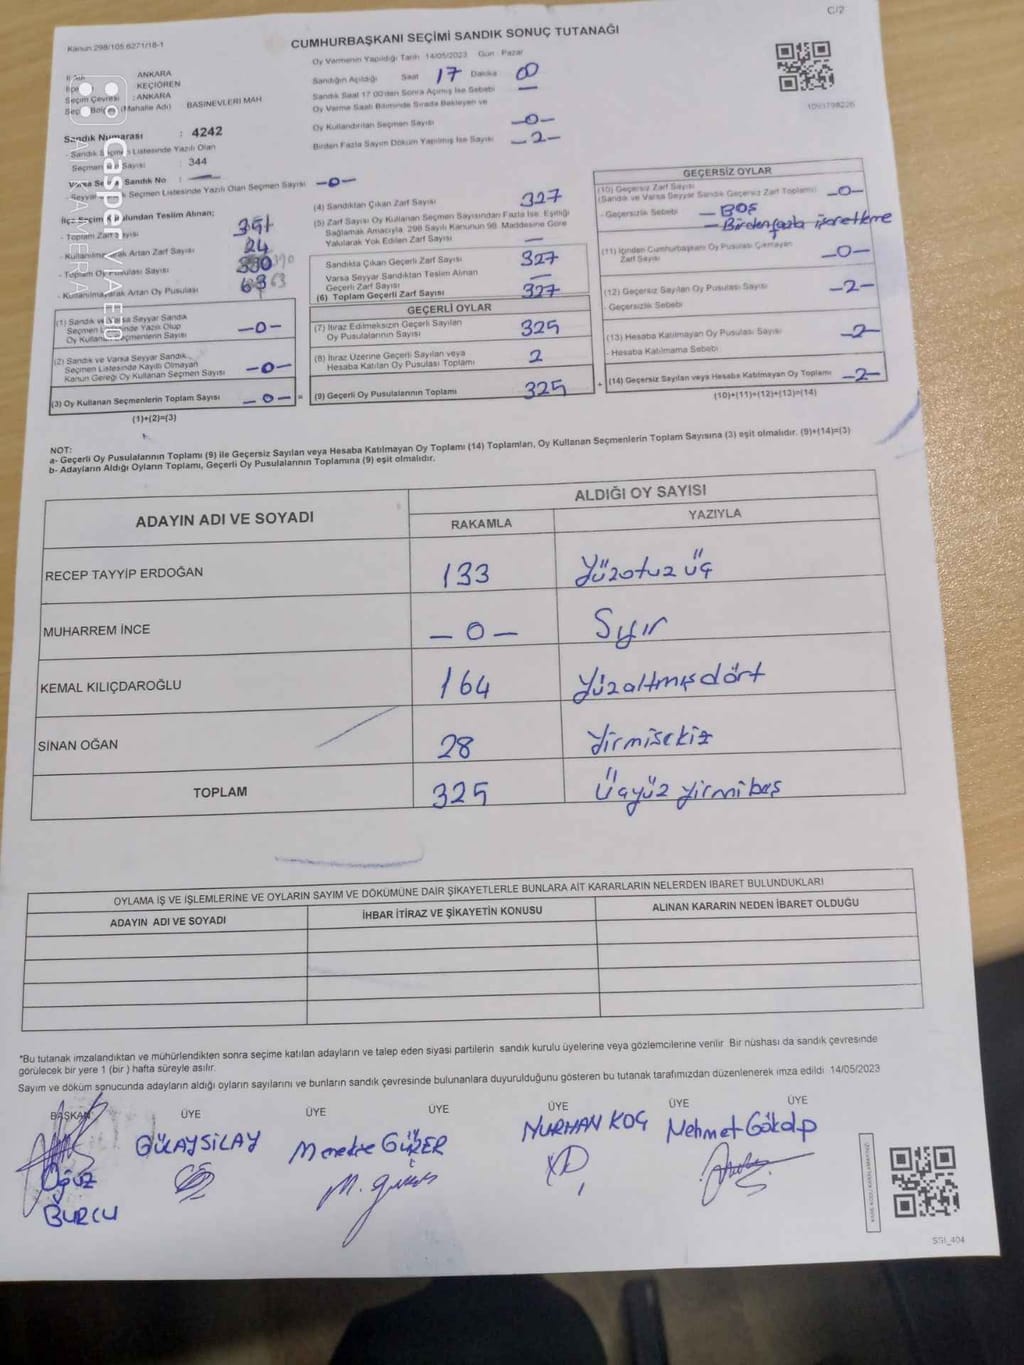 C/2
Kanun 298/105.6271/18-1
CUMHURBAŞKANI SEÇİMİ SANDIK SONUÇ TUTANAĞI
Oy Vermenin Yapıldığı Tarih 14/05/2023 Gün : Pazar
ANKARA
KEÇİÖREN
Seçim Çevresi : ANKARA
(Mahalle Adı) BASINEVLERİ MAH
Sandık Numarası : 4242
- Sandık Seçmen Listesinde Yazılı Olan
Seçmen Sayısı : 344
Varsa Seyyar Sandık No :
- Seyyar Seçmen Listesinde Yazılı Olan Seçmen Sayısı -0-
İlçe Seçim Kurulundan Teslim Alınan;
- Toplam Zarf Sayısı 351
- Kullanılmayarak Artan Zarf Sayısı 24
- Toplam Oy Pusulası Sayısı 390
- Kullanılmayarak Artan Oy Pusulası 63
Sandığın Açıldığı Saat 17 Dakika 00
Sandık Saat 17:00'den Sonra Açılmış İse Sebebi —
Oy Verme Saati Bitiminde Sırada Bekleyen ve
Oy Kullandırılan Seçmen Sayısı -0-
Birden Fazla Sayım Döküm Yapılmış İse Sayısı -2-
1093798226
(4) Sandıktan Çıkan Zarf Sayısı 327
(5) Zarf Sayısı Oy Kullanan Seçmen Sayısından Fazla İse, Eşitliği
Sağlamak Amacıyla, 298 Sayılı Kanunun 98. Maddesine Göre
Yakılarak Yok Edilen Zarf Sayısı —
Sandıkta Çıkan Geçerli Zarf Sayısı 327
Varsa Seyyar Sandıktan Teslim Alınan
Geçerli Zarf Sayısı —
(6) Toplam Geçerli Zarf Sayısı 327
GEÇERSİZ OYLAR
(10) Geçersiz Zarf Sayısı
(Sandık ve Varsa Seyyar Sandık Geçersiz Zarf Toplamı) -0-
- Geçersizlik Sebebi - BOŞ
- Birden fazla işaretleme
(11) İçinden Cumhurbaşkanı Oy Pusulası Çıkmayan
Zarf Sayısı -0-
(12) Geçersiz Sayılan Oy Pusulası Sayısı -2-
- Geçersizlik Sebebi
(13) Hesaba Katılmayan Oy Pusulası Sayısı -2-
- Hesaba Katılmama Sebebi
(14) Geçersiz Sayılan veya Hesaba Katılmayan Oy Toplamı -2-
(10)+(11)+(12)+(13)=(14)
(1) Sandık ve Varsa Seyyar Sandık
Seçmen Listesinde Yazılı Olup
Oy Kullanan Seçmenlerin Sayısı -0-
(2) Sandık ve Varsa Seyyar Sandık
Seçmen Listesinde Kayıtlı Olmayan
Kanun Gereği Oy Kullanan Seçmen Sayısı -0-
(3) Oy Kullanan Seçmenlerin Toplam Sayısı -0- =
(1)+(2)=(3)
GEÇERLİ OYLAR
(7) İtiraz Edilmeksizin Geçerli Sayılan
Oy Pusulalarının Sayısı 325
(8) İtiraz Üzerine Geçerli Sayılan veya
Hesaba Katılan Oy Pusulası Toplamı 2
(9) Geçerli Oy Pusulalarının Toplamı 325 +
NOT:
a- Geçerli Oy Pusulalarının Toplamı (9) ile Geçersiz Sayılan veya Hesaba Katılmayan Oy Toplamı (14) Toplamları, Oy Kullanan Seçmenlerin Toplam Sayısına (3) eşit olmalıdır. (9)+(14)=(3)
b- Adayların Aldığı Oyların Toplamı, Geçerli Oy Pusulalarının Toplamına (9) eşit olmalıdır.
ADAYIN ADI VE SOYADI
ALDIĞI OY SAYISI
RAKAMLA YAZIYLA
RECEP TAYYİP ERDOĞAN 133 Yüzotuz üç
MUHARREM İNCE -0- Sıfır
KEMAL KILIÇDAROĞLU 164 Yüzaltmışdört
SİNAN OĞAN 28 Yirmisekiz
TOPLAM 325 Üçyüz yirmibeş
OYLAMA İŞ VE İŞLEMLERİNE VE OYLARIN SAYIM VE DÖKÜMÜNE DAİR ŞİKAYETLERLE BUNLARA AİT KARARLARIN NELERDEN İBARET BULUNDUKLARI
ADAYIN ADI VE SOYADI İHBAR İTİRAZ VE ŞİKAYETİN KONUSU ALINAN KARARIN NEDEN İBARET OLDUĞU
*Bu tutanak imzalandıktan ve mühürlendikten sonra seçime katılan adayların ve talep eden siyasi partilerin sandık kurulu üyelerine veya gözlemcilerine verilir. Bir nüshası da sandık çevresinde
görülecek bir yere 1 (bir) hafta süreyle asılır.
Sayım ve döküm sonucunda adayların aldığı oyların sayılarını ve bunların sandık çevresinde bulunanlara duyurulduğunu gösteren bu tutanak tarafımızdan düzenlenerek imza edildi. 14/05/2023
BAŞKAN ÜYE ÜYE ÜYE ÜYE ÜYE ÜYE
Oğuz
BURCU
GÜLAY SILAY
Menekşe GÜZER
NURHAN KOÇ
Mehmet Gökalp
SSI_404
casper VIA E
AI CAMERA